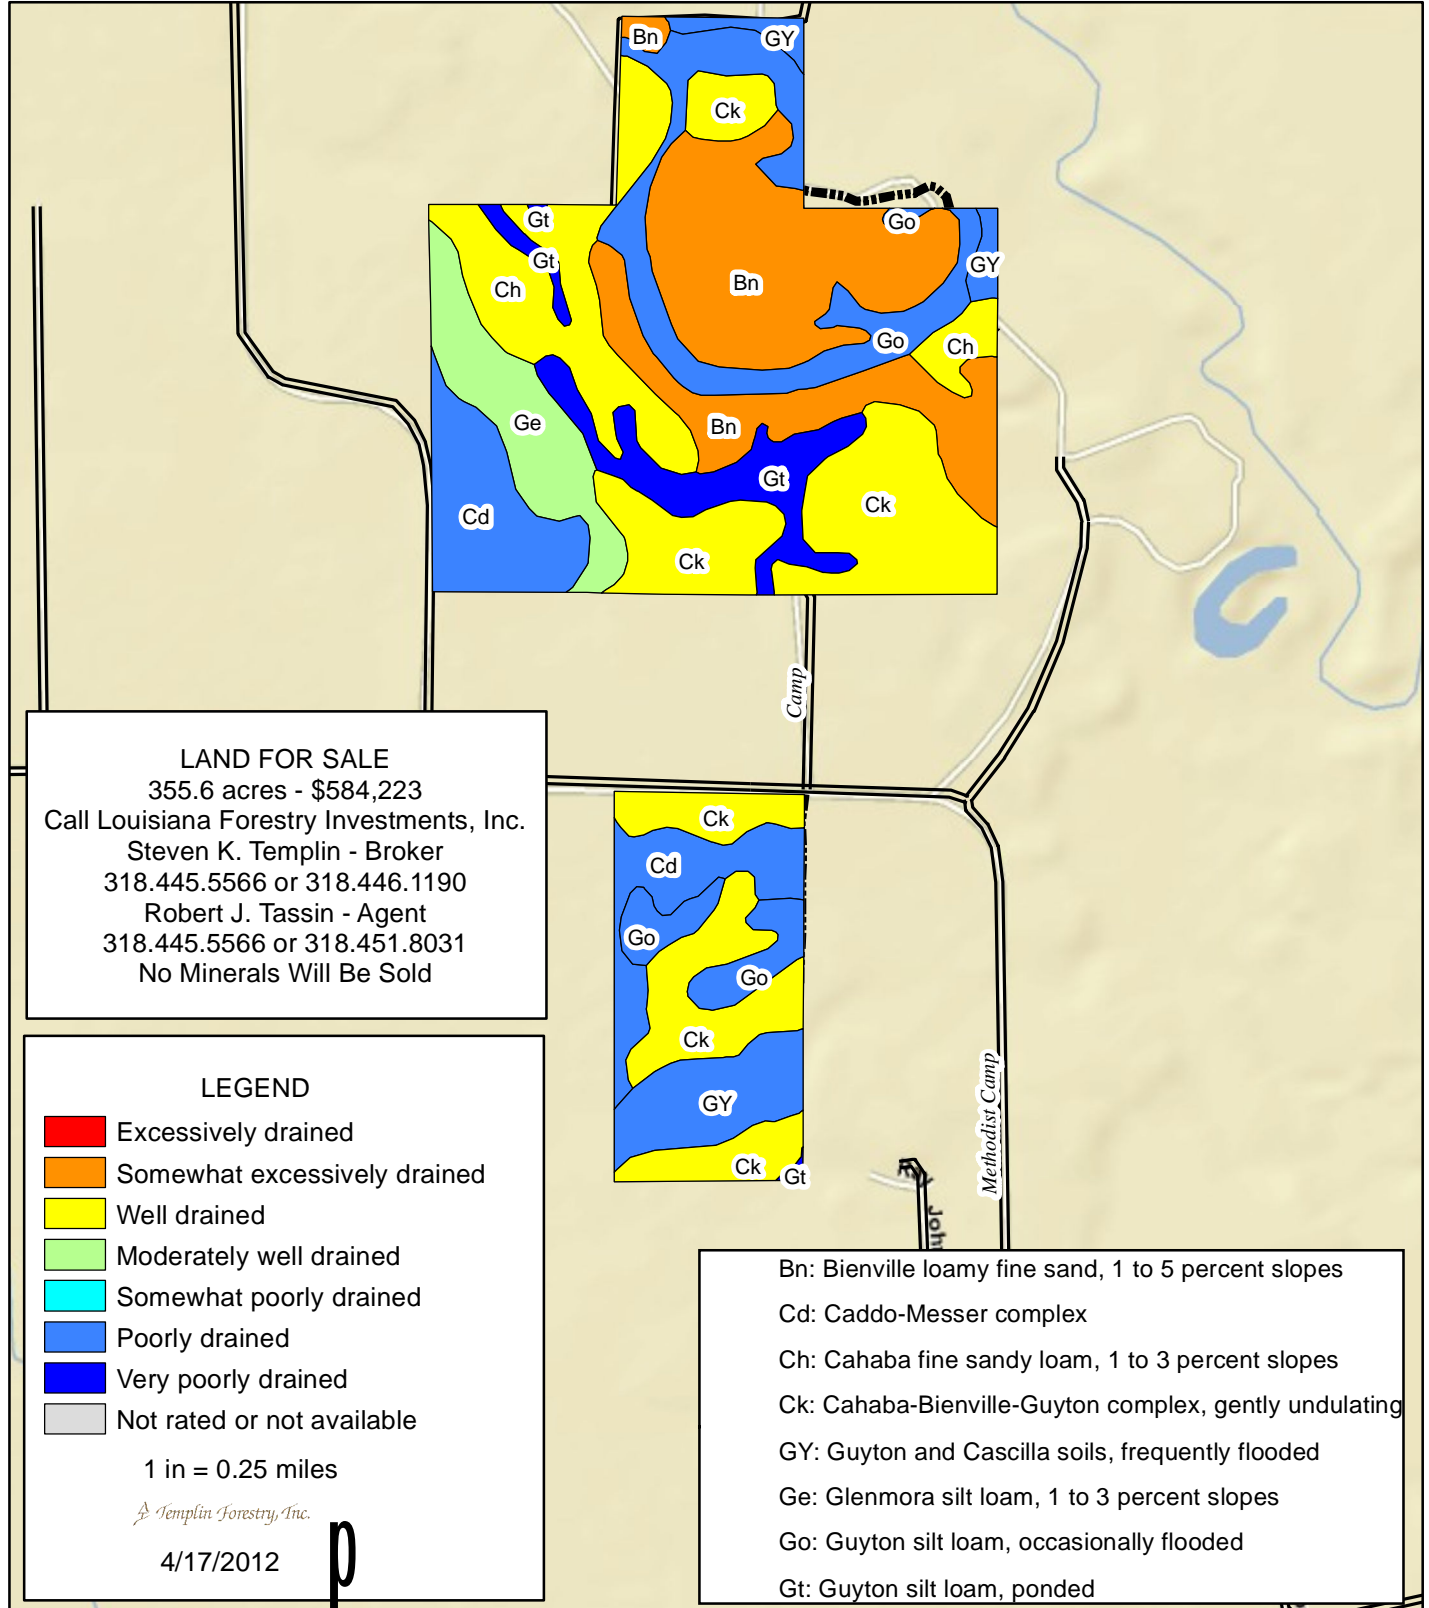 Bn
GY
Ck
Gt
Go
Gt
GY
Ch
Bn
Go
Ch
Ge
Bn
Gt
Ck
Cd
Ck
Camp
LAND FOR SALE
355.6 acres - $584,223
Call Louisiana Forestry Investments, Inc.
Steven K. Templin - Broker
318.445.5566 or 318.446.1190
Robert J. Tassin - Agent
318.445.5566 or 318.451.8031
No Minerals Will Be Sold
Ck
Cd
Go
Go
Ck
GY
Ck
Gt
Methodist Camp
LEGEND
Excessively drained
Somewhat excessively drained
Well drained
Moderately well drained
Somewhat poorly drained
Poorly drained
Very poorly drained
Not rated or not available
1 in = 0.25 miles
Templin Forestry, Inc.
4/17/2012
p
Bn: Bienville loamy fine sand, 1 to 5 percent slopes
Cd: Caddo-Messer complex
Ch: Cahaba fine sandy loam, 1 to 3 percent slopes
Ck: Cahaba-Bienville-Guyton complex, gently undulating
GY: Guyton and Cascilla soils, frequently flooded
Ge: Glenmora silt loam, 1 to 3 percent slopes
Go: Guyton silt loam, occasionally flooded
Gt: Guyton silt loam, ponded